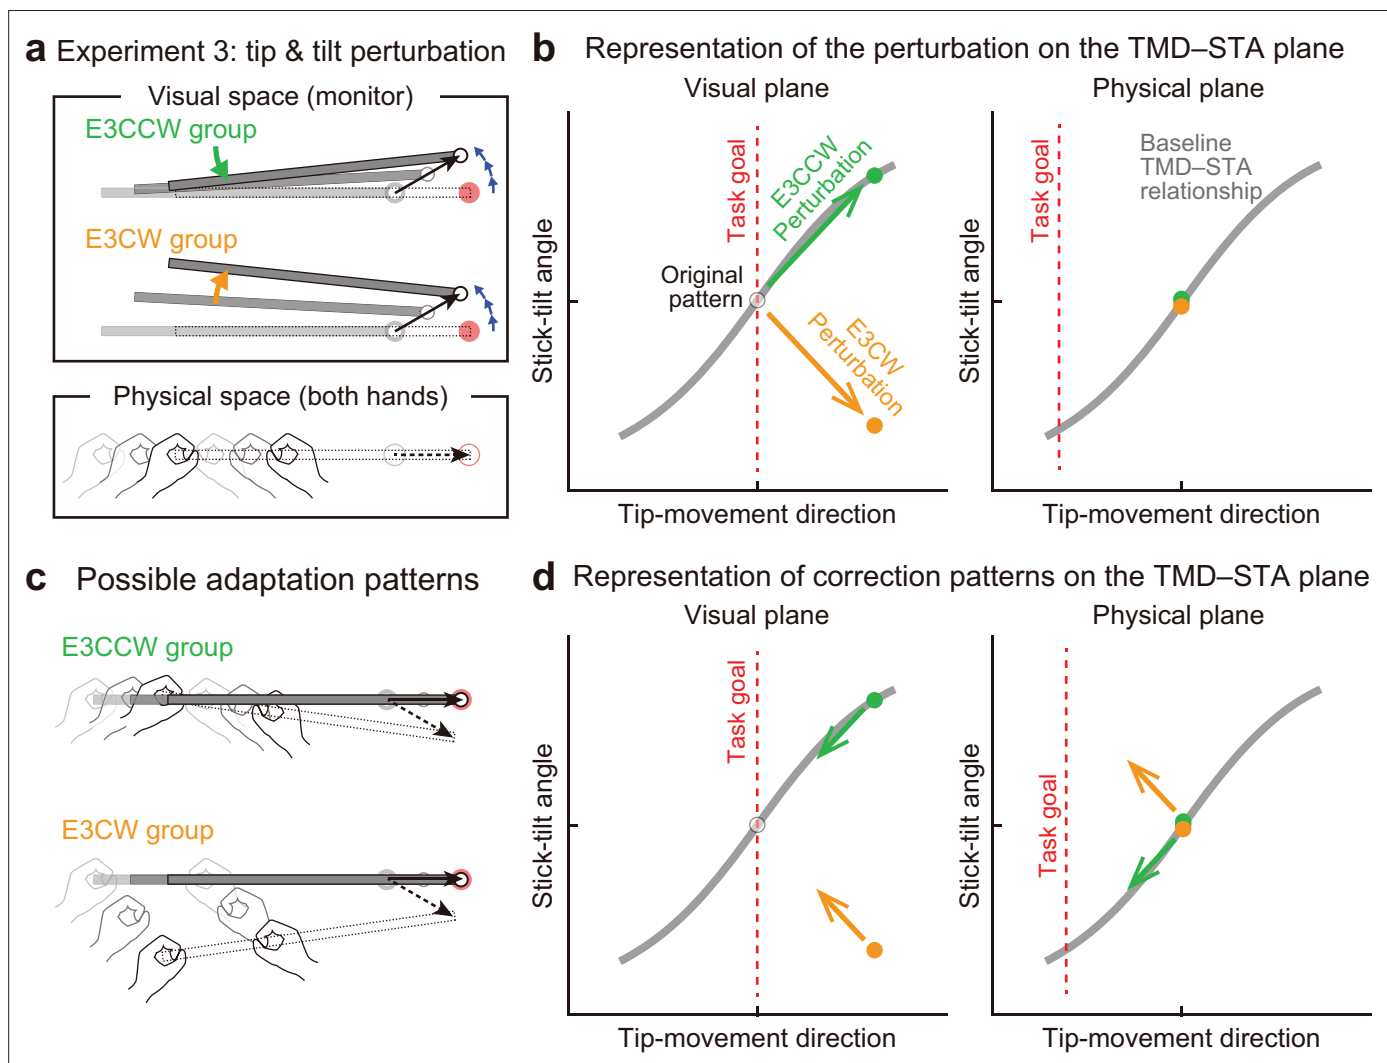 a Experiment 3: tip & tilt perturbation
Visual space (monitor)
E3CCW group
E3CW group
Physical space (both hands)
b Representation of the perturbation on the TMD–STA plane
Visual plane
Physical plane
Task goal
E3CCW
Perturbation
Original
pattern
E3CW
Perturbation
Stick-tilt angle
Tip-movement direction
Task goal
Baseline
TMD–STA
relationship
Stick-tilt angle
Tip-movement direction
c Possible adaptation patterns
E3CCW group
E3CW group
d Representation of correction patterns on the TMD–STA plane
Visual plane
Physical plane
Task goal
Stick-tilt angle
Tip-movement direction
Task goal
Stick-tilt angle
Tip-movement direction